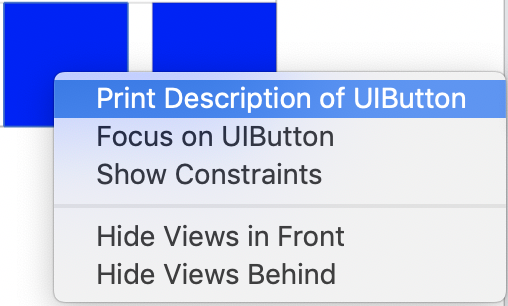 Print Description of UIButton
Focus on UIButton
Show Constraints
Hide Views in Front
Hide Views Behind